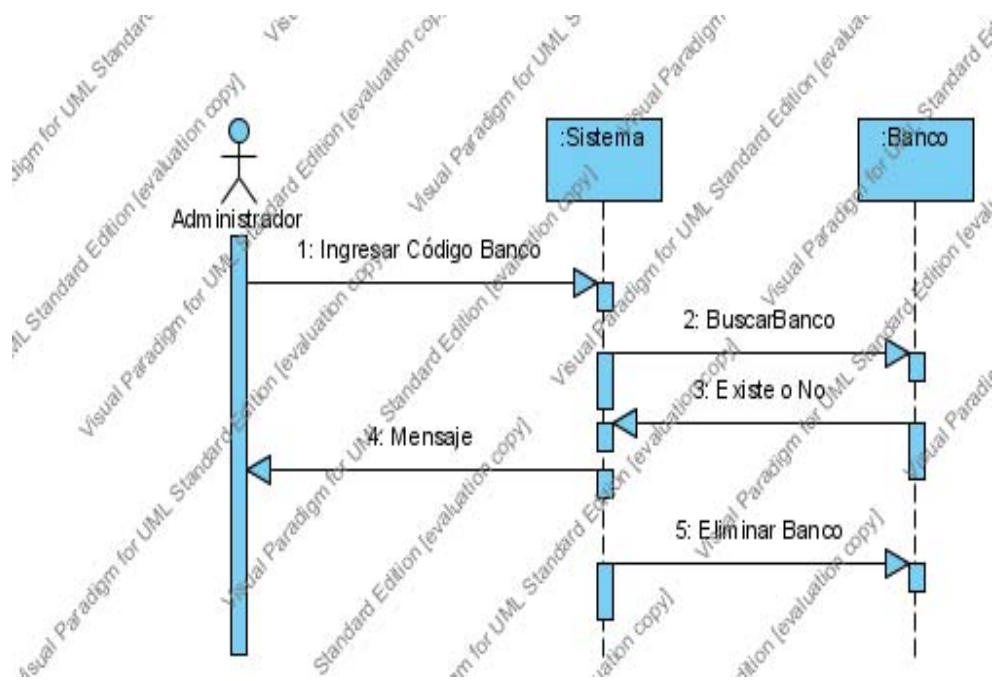 :Sistema
:Banco
Administrador
1: Ingresar Código Banco
2: BuscarBanco
3: Existe o No
4: Mensaje
5: Eliminar Banco
Visual Paradigm for UML Standard Edition [evaluation copy]